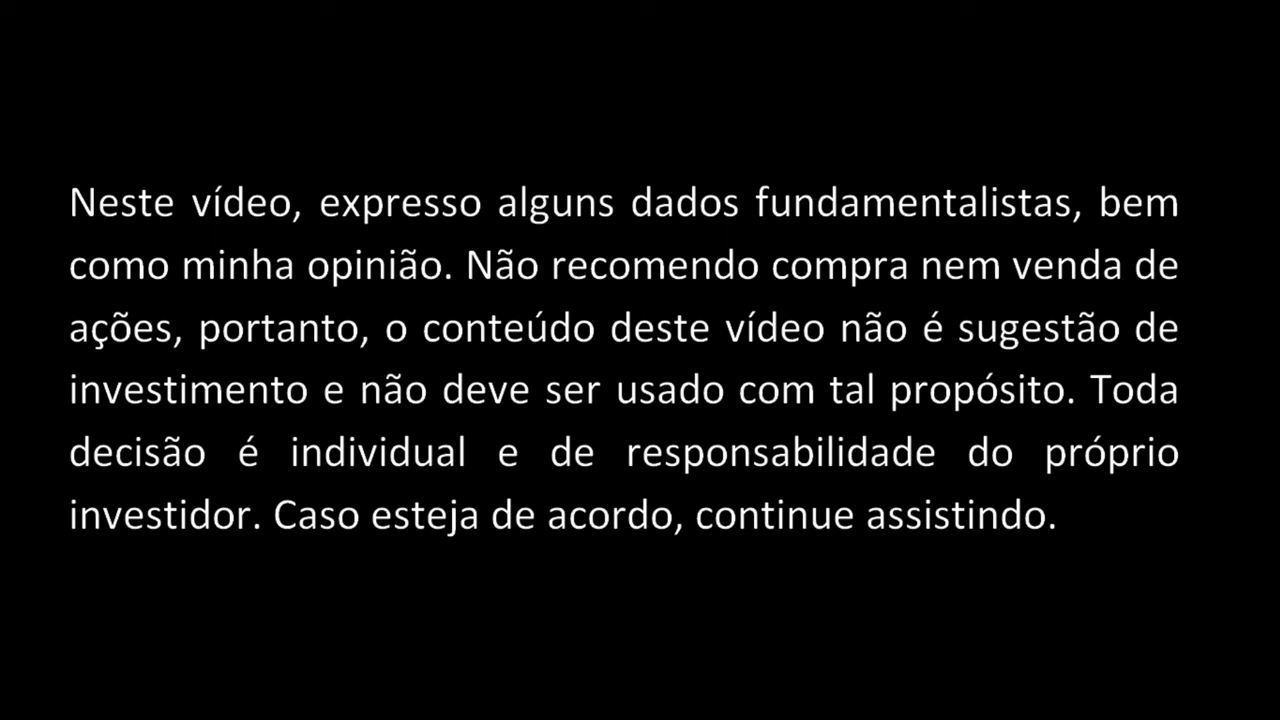 Neste vídeo, expresso alguns dados fundamentalistas, bem
como minha opinião. Não recomendo compra nem venda de
ações, portanto, o conteúdo deste vídeo não é sugestão de
investimento e não deve ser usado com tal propósito. Toda
decisão é individual e de responsabilidade do próprio
investidor. Caso esteja de acordo, continue assistindo.